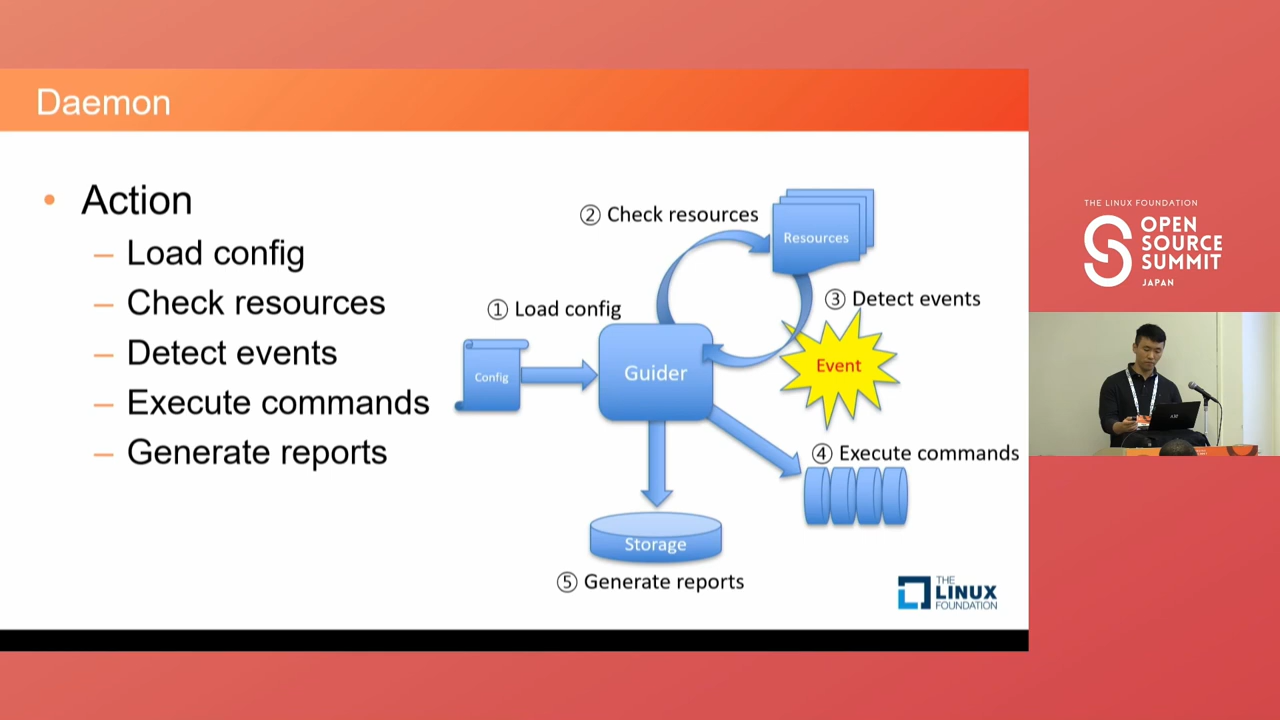 Daemon
• Action
– Load config
– Check resources
– Detect events
– Execute commands
– Generate reports
② Check resources
Resources
③ Detect events
① Load config
Config
Guider
Event
④ Execute commands
Storage
⑤ Generate reports
THE
LINUX
FOUNDATION
THE LINUX FOUNDATION
OPEN
SOURCE
SUMMIT
JAPAN